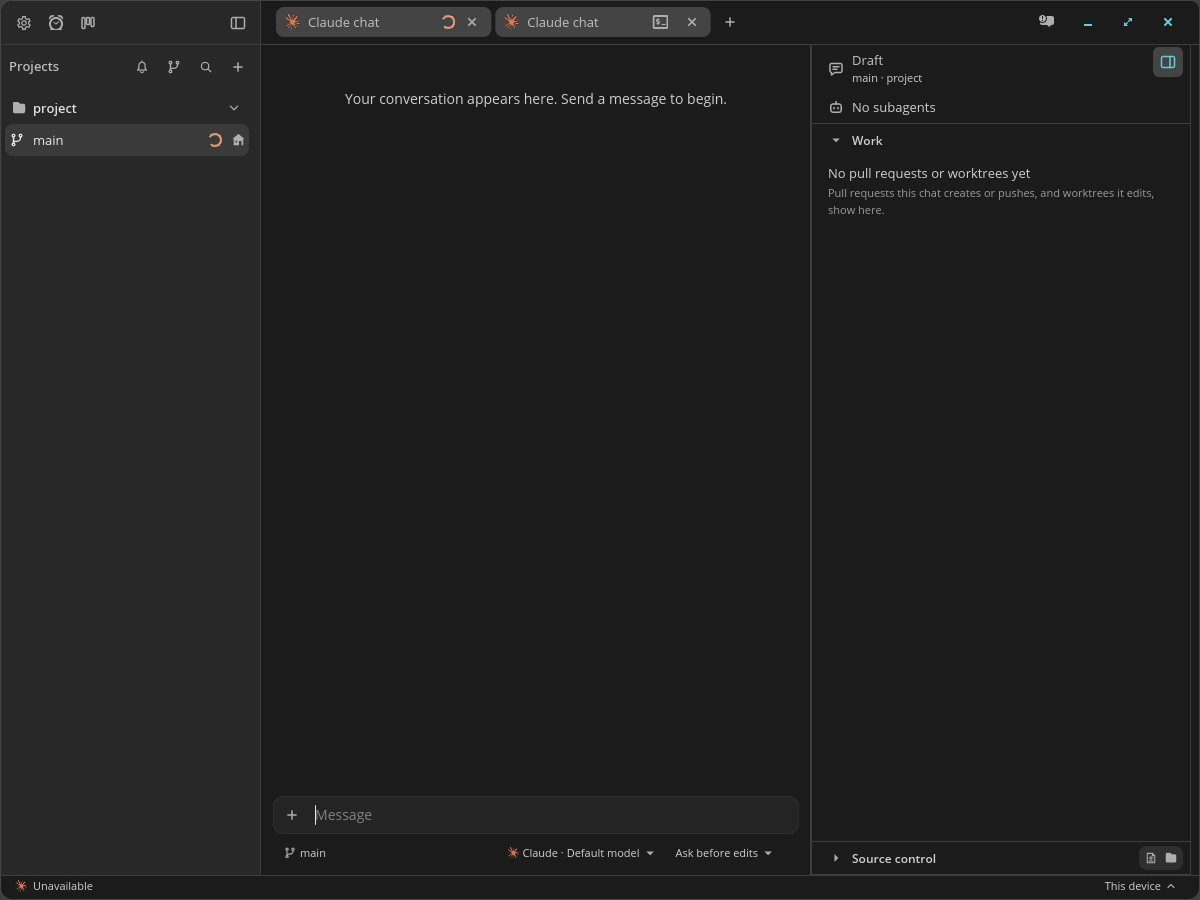 Claude chat
Claude chat
Projects
project
main
Your conversation appears here. Send a message to begin.
Message
main
Claude · Default model
Ask before edits
Draft
main · project
No subagents
Work
No pull requests or worktrees yet
Pull requests this chat creates or pushes, and worktrees it edits,
show here.
Source control
Unavailable
This device